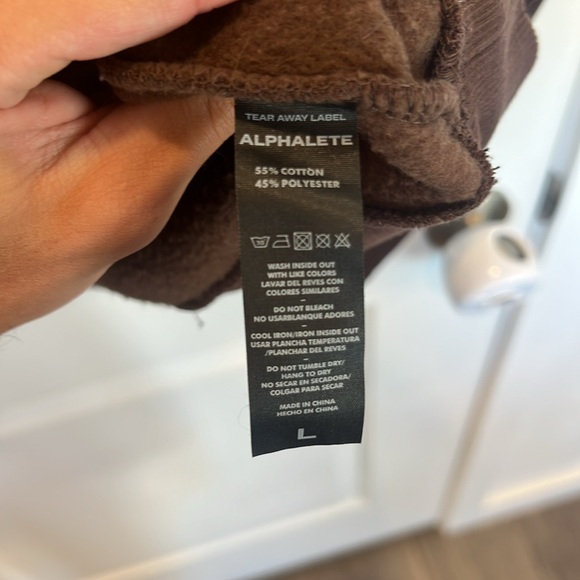 TEAR AWAY LABEL
ALPHALETE
55% COTTON
45% POLYESTER
WASH INSIDE OUT
WITH LIKE COLORS
LAVAR DEL REVES CON
COLORES SIMILARES
–
DO NOT BLEACH
NO USARBLANQUE ADORES
–
COOL IRON/IRON INSIDE OUT
USAR PLANCHA TEMPERATURA
/PLANCHAR DEL REVES
–
DO NOT TUMBLE DRY/
HANG TO DRY
NO SECAR EN SECADORA/
COLGAR PARA SECAR
MADE IN CHINA
HECHO EN CHINA
L